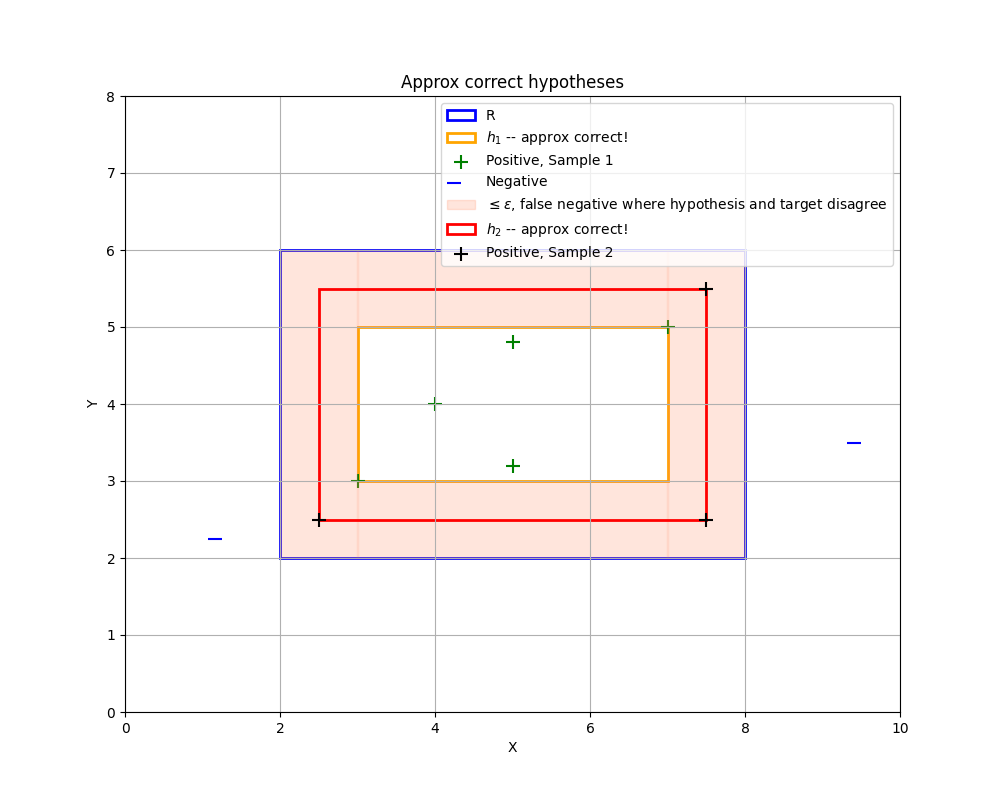 Approx correct hypotheses
R
h₁ -- approx correct!
Positive, Sample 1
Negative
≤ ε, false negative where hypothesis and target disagree
h₂ -- approx correct!
Positive, Sample 2
8
7
6
5
4
3
2
1
0
Y
0 2 4 6 8 10
X